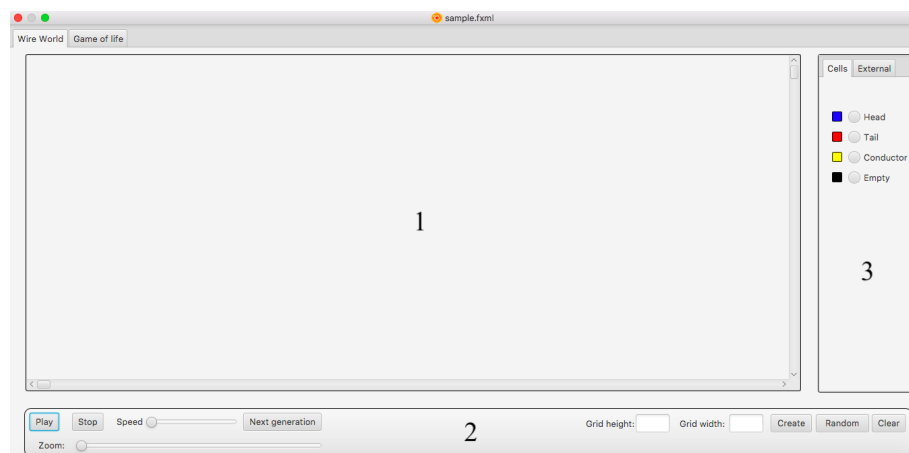 sample.fxml
Wire World Game of life
Cells External
Head
Tail
Conductor
Empty
1
3
Play Stop Speed Next generation 2 Grid height: Grid width: Create Random Clear
Zoom: